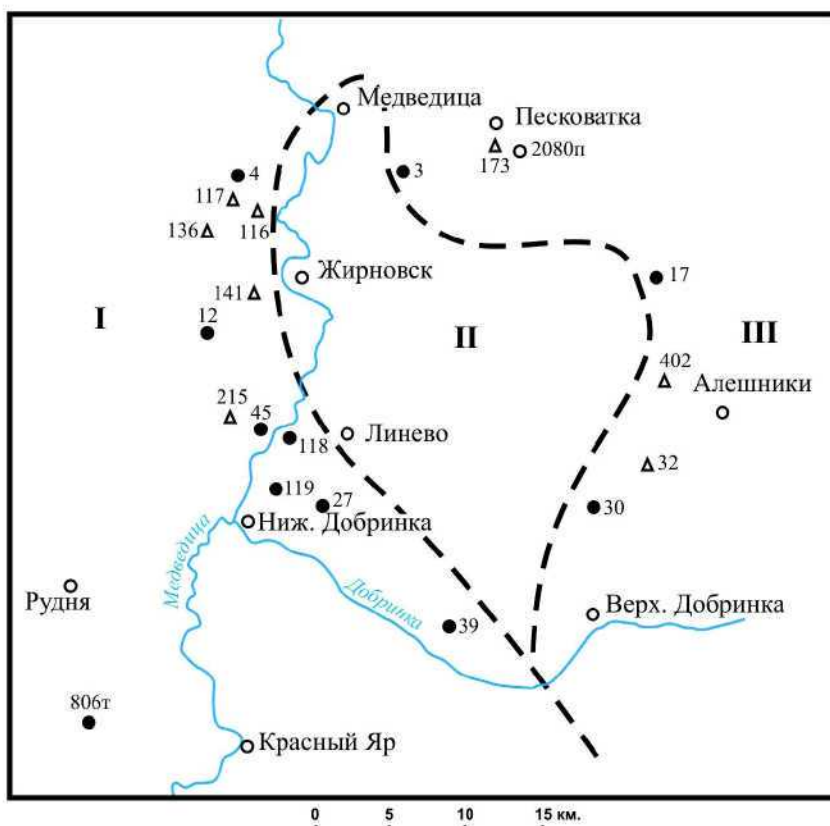 Медведица
Песковатка
2080п
173
4
3
117
116
136
Жирновск
17
141
I
12
II
III
402
Алешники
215
45
118
Линево
32
119
27
30
Ниж. Добринка
Медведица
Добринка
Рудня
Верх. Добринка
39
806т
Красный Яр
0 5 10 15 км.